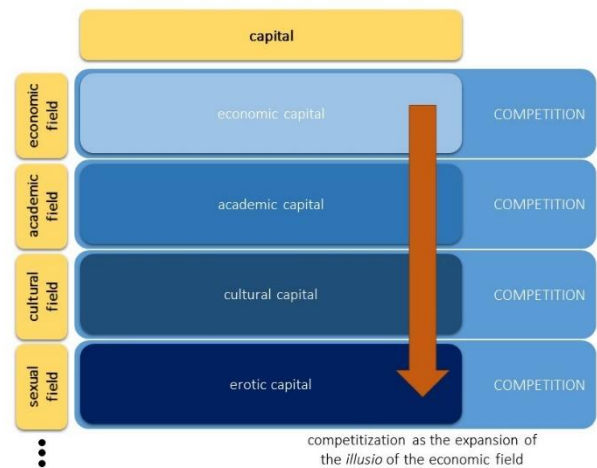 capital
economic
field
economic capital
COMPETITION
academic
field
academic capital
COMPETITION
cultural
field
cultural capital
COMPETITION
sexual
field
erotic capital
COMPETITION
competitization as the expansion of
the illusio of the economic field